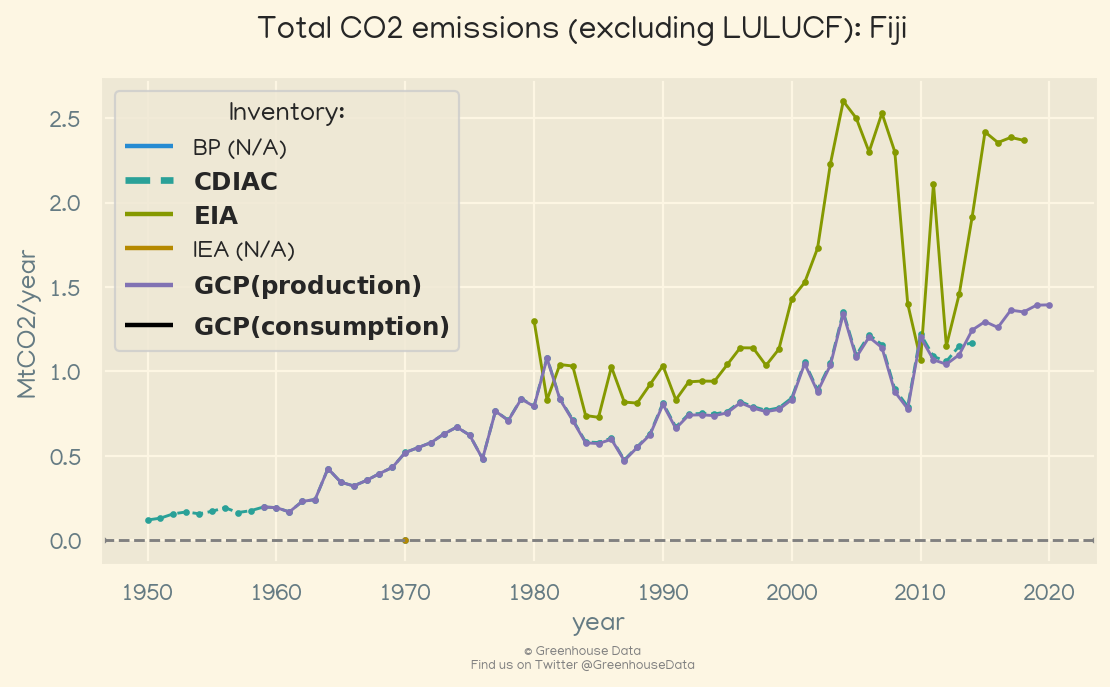 Total CO2 emissions (excluding LULUCF): Fiji
Inventory:
BP (N/A)
CDIAC
EIA
IEA (N/A)
GCP(production)
GCP(consumption)
MtCO2/year
2.5
2.0
1.5
1.0
0.5
0.0
1950 1960 1970 1980 1990 2000 2010 2020
year
© Greenhouse Data
Find us on Twitter @GreenhouseData